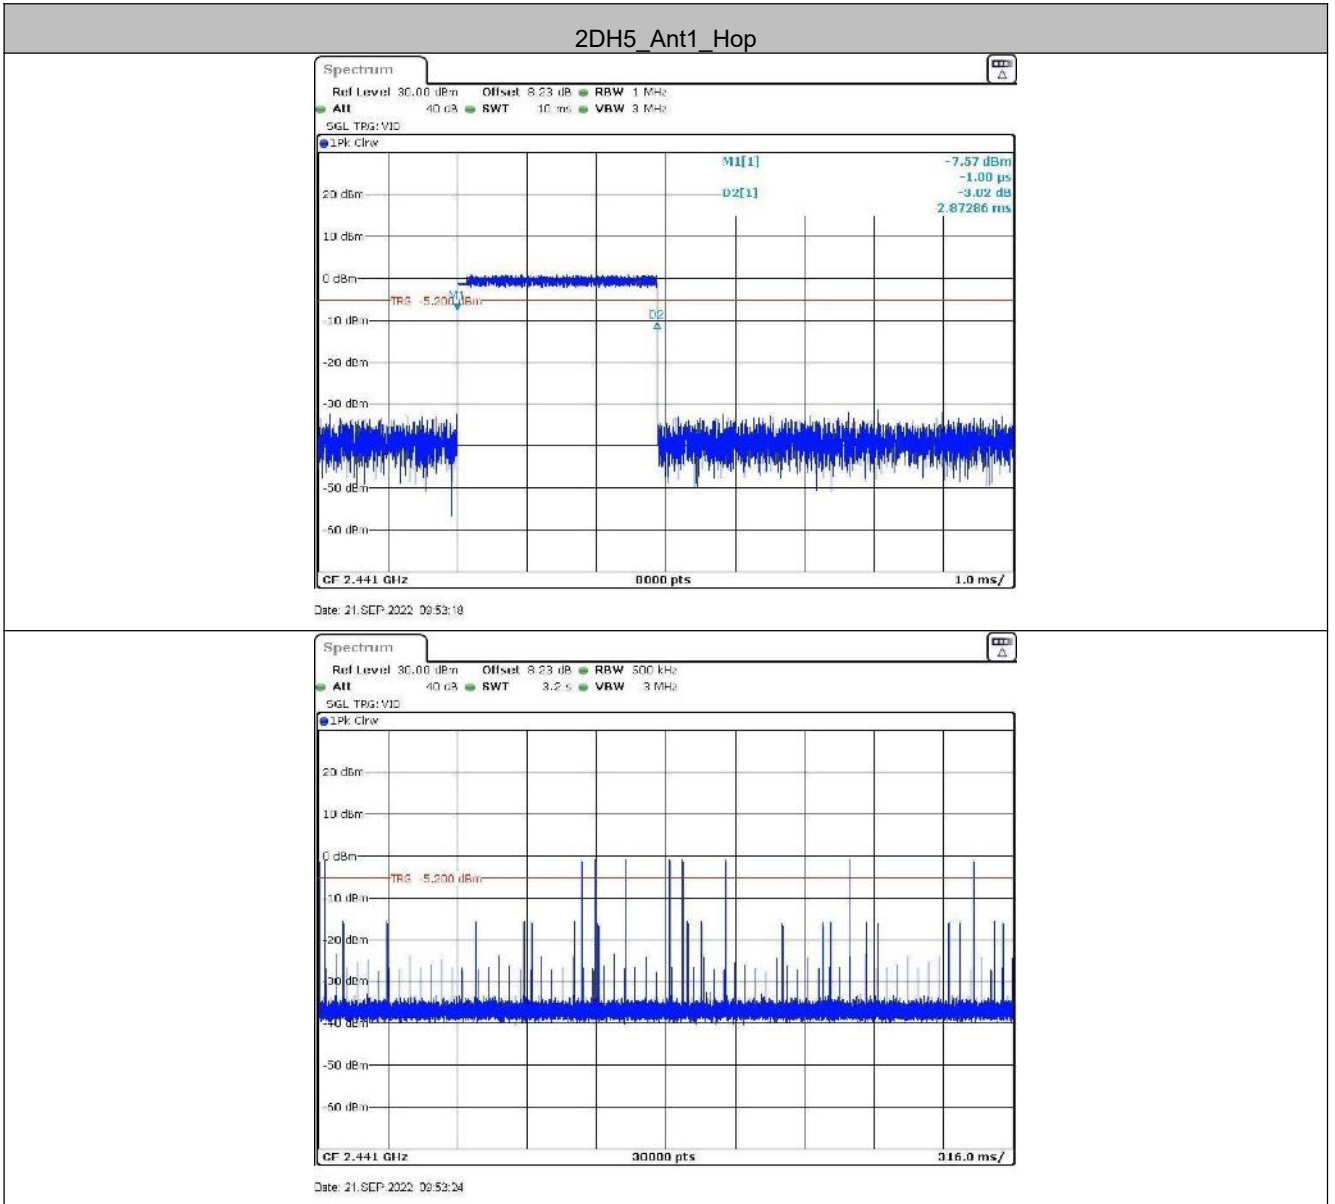 2DH5_Ant1_Hop
Spectrum
Ref Level 30.00 dBm Offset 8.23 dB RBW 1 MHz
Att 40 dB SWT 10 ms VBW 3 MHz
SGL TRG: VID
1Pk Clrw
M1[1] -7.57 dBm
-1.00 µs
D2[1] -3.02 dB
2.87286 ms
20 dBm
10 dBm
0 dBm
M1
TRG -5.200 dBm
D2
-10 dBm
-20 dBm
-30 dBm
-50 dBm
-60 dBm
CF 2.441 GHz 8000 pts 1.0 ms/
Date: 21.SEP.2022 09:53:18
Spectrum
Ref Level 30.00 dBm Offset 8.23 dB RBW 500 kHz
Att 40 dB SWT 3.2 s VBW 3 MHz
SGL TRG: VID
1Pk Clrw
20 dBm
10 dBm
0 dBm
TRG -5.200 dBm
-10 dBm
-20 dBm
-30 dBm
-40 dBm
-50 dBm
-60 dBm
CF 2.441 GHz 30000 pts 316.0 ms/
Date: 21.SEP.2022 09:53:24